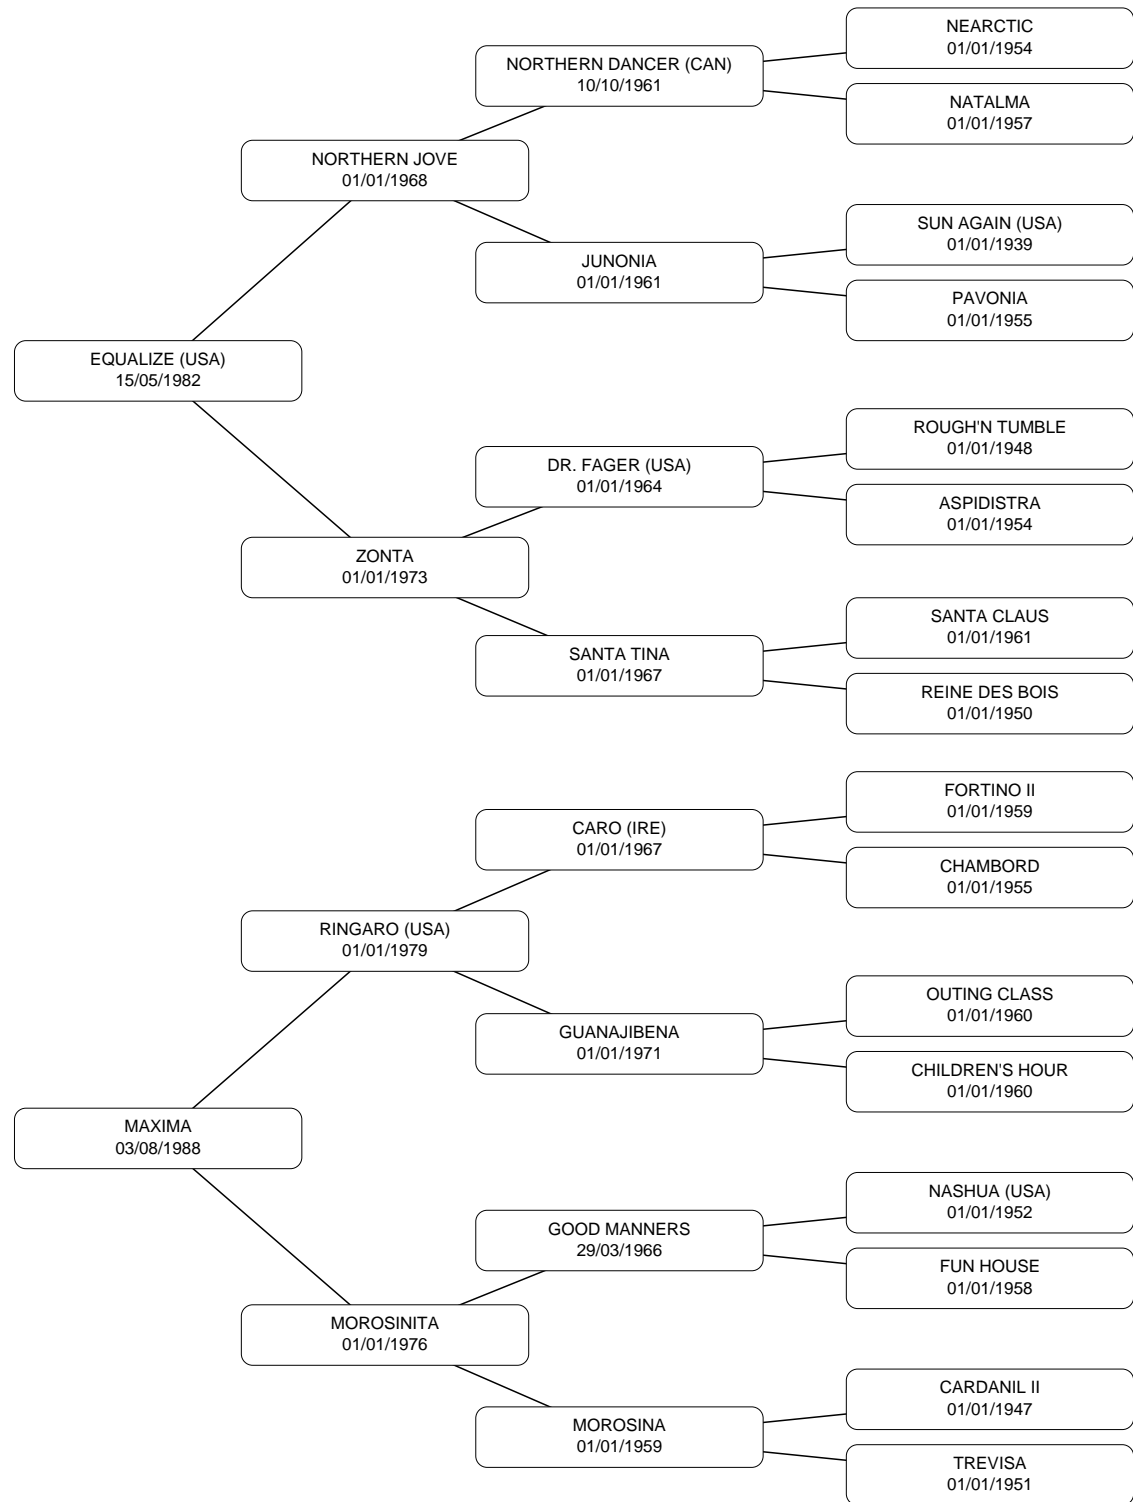 NEARCTIC
01/01/1954
NORTHERN DANCER (CAN)
10/10/1961
NATALMA
01/01/1957
NORTHERN JOVE
01/01/1968
SUN AGAIN (USA)
01/01/1939
JUNONIA
01/01/1961
PAVONIA
01/01/1955
EQUALIZE (USA)
15/05/1982
ROUGH'N TUMBLE
01/01/1948
DR. FAGER (USA)
01/01/1964
ASPIDISTRA
01/01/1954
ZONTA
01/01/1973
SANTA CLAUS
01/01/1961
SANTA TINA
01/01/1967
REINE DES BOIS
01/01/1950
FORTINO II
01/01/1959
CARO (IRE)
01/01/1967
CHAMBORD
01/01/1955
RINGARO (USA)
01/01/1979
OUTING CLASS
01/01/1960
GUANAJIBENA
01/01/1971
CHILDREN'S HOUR
01/01/1960
MAXIMA
03/08/1988
NASHUA (USA)
01/01/1952
GOOD MANNERS
29/03/1966
FUN HOUSE
01/01/1958
MOROSINITA
01/01/1976
CARDANIL II
01/01/1947
MOROSINA
01/01/1959
TREVISA
01/01/1951